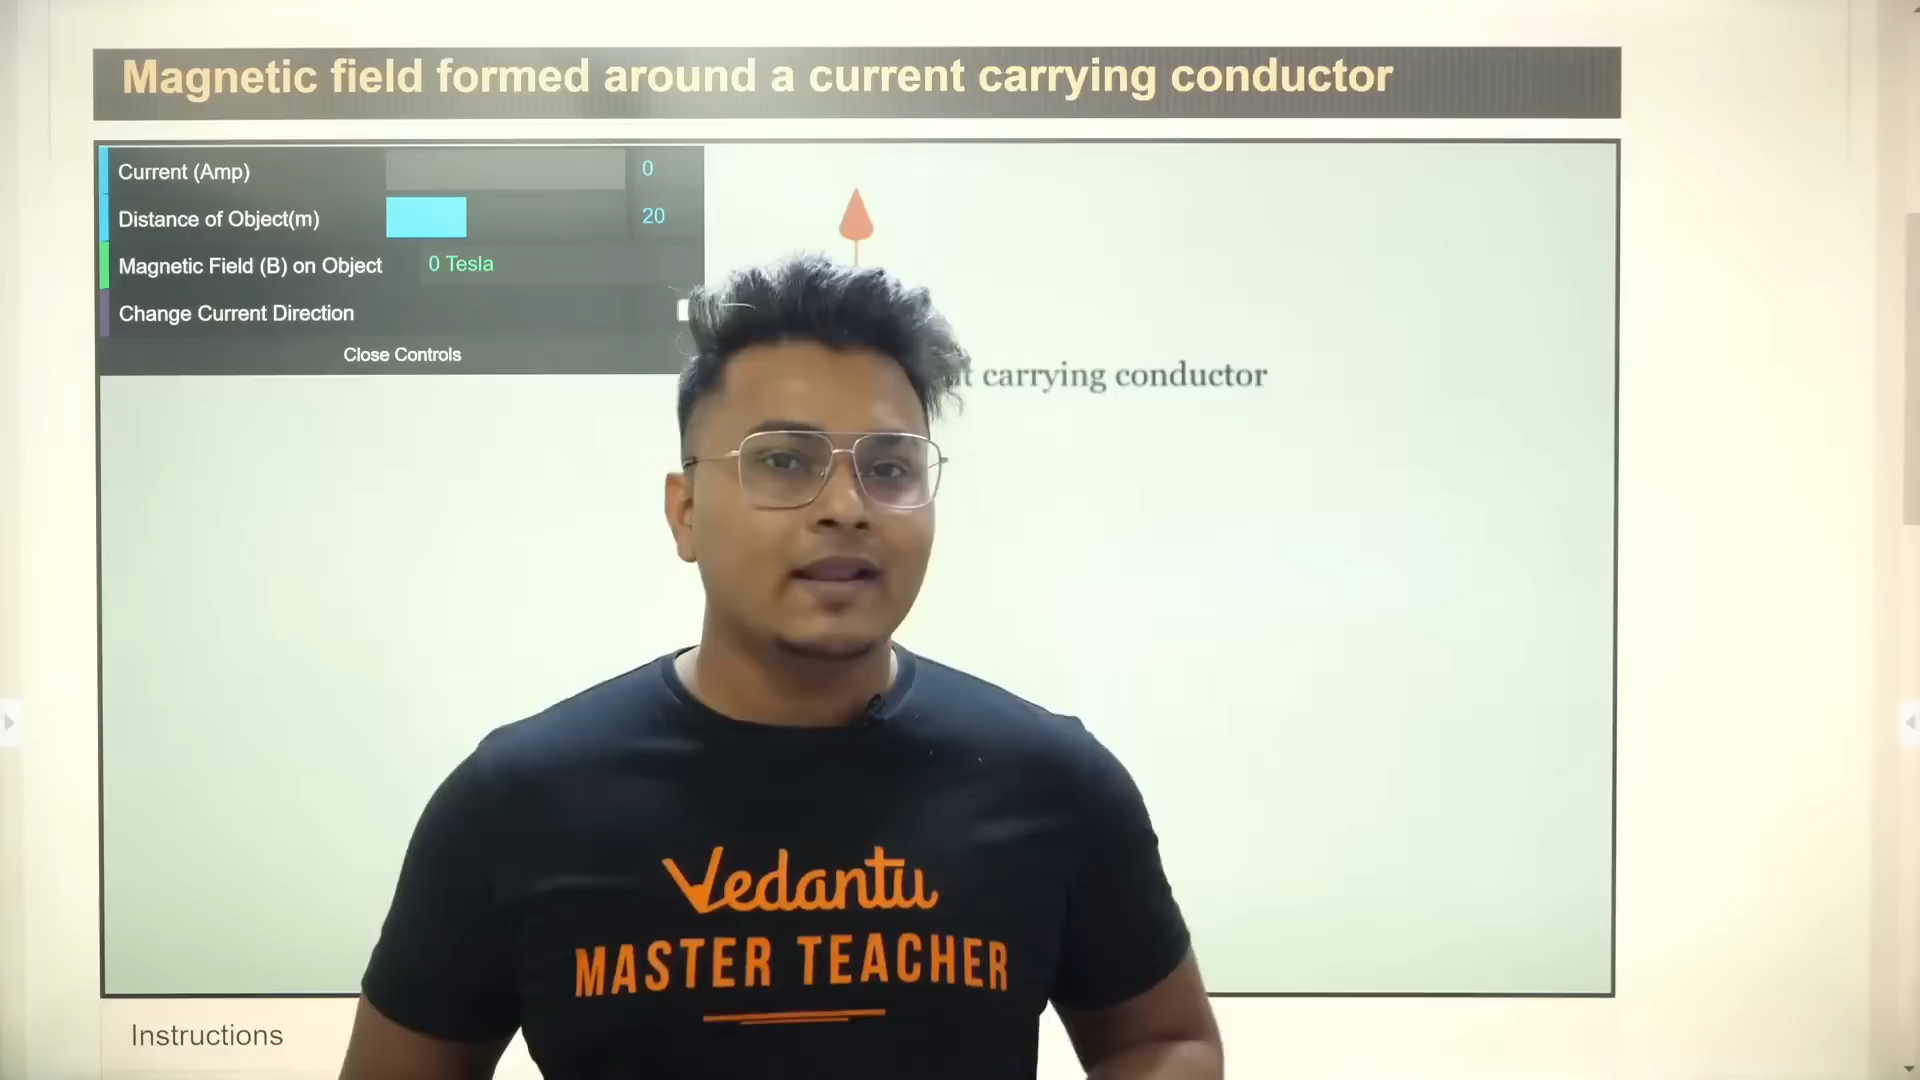 Magnetic field formed around a current carrying conductor
Current (Amp) 0
Distance of Object(m) 20
Magnetic Field (B) on Object 0 Tesla
Change Current Direction
Close Controls
carrying conductor
Vedantu
MASTER TEACHER
Instructions